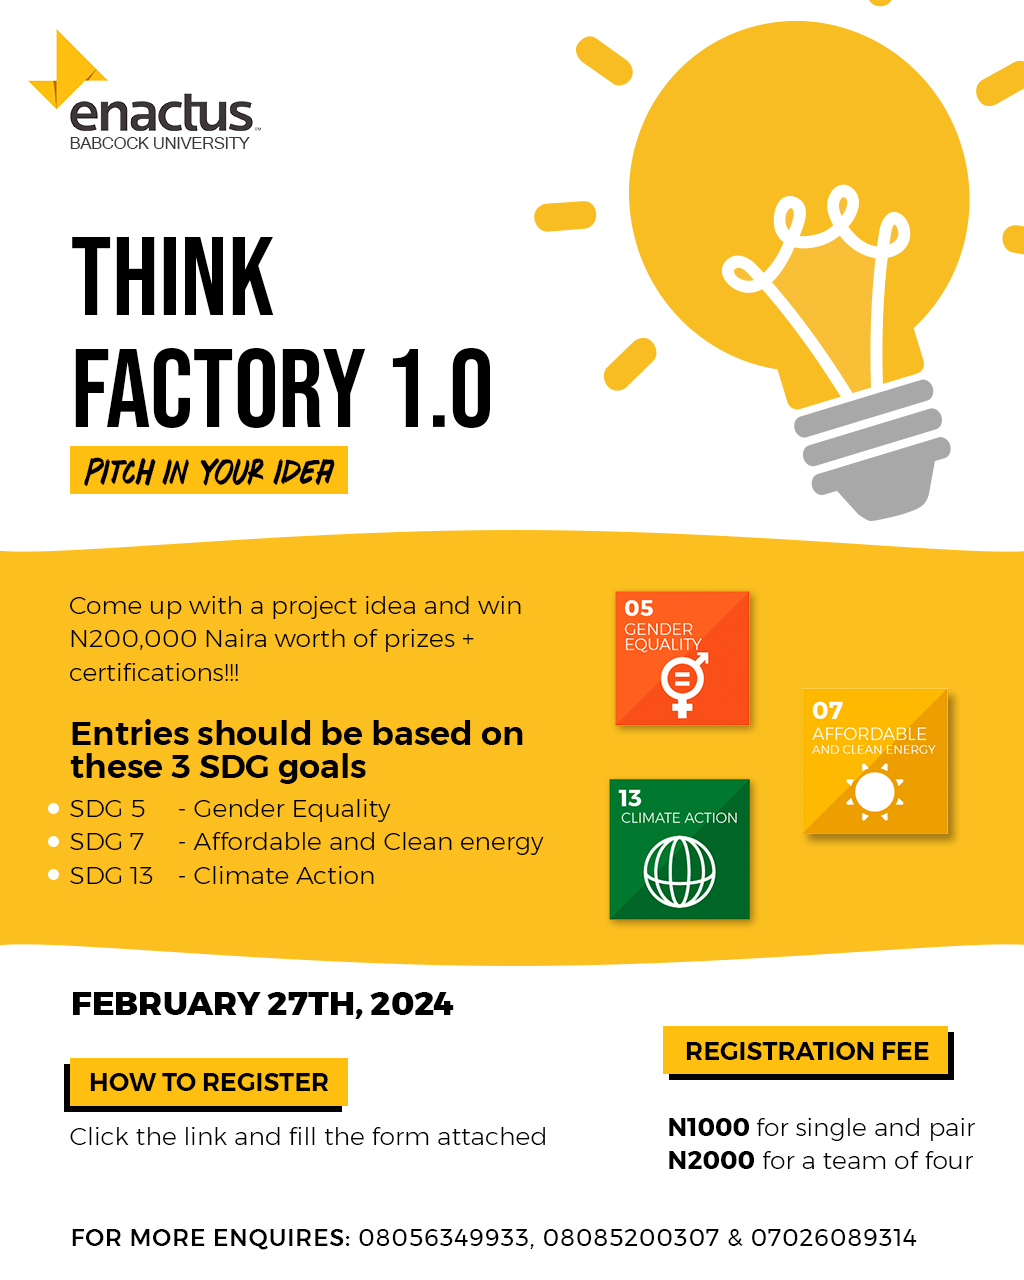 enactus™
BABCOCK UNIVERSITY
THINK
FACTORY 1.0
PITCH IN YOUR IDEA
Come up with a project idea and win
N200,000 Naira worth of prizes +
certifications!!!
Entries should be based on
these 3 SDG goals
SDG 5 - Gender Equality
SDG 7 - Affordable and Clean energy
SDG 13 - Climate Action
05
GENDER
EQUALITY
07
AFFORDABLE
AND CLEAN ENERGY
13
CLIMATE ACTION
FEBRUARY 27TH, 2024
HOW TO REGISTER
Click the link and fill the form attached
REGISTRATION FEE
N1000 for single and pair
N2000 for a team of four
FOR MORE ENQUIRES: 08056349933, 08085200307 & 07026089314